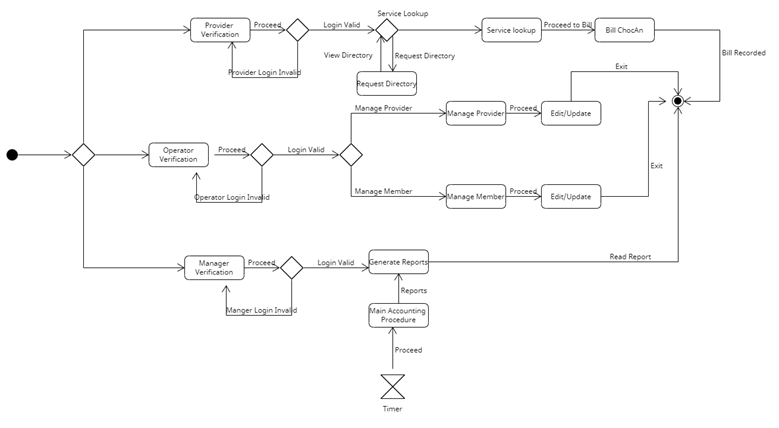 Service Lookup
Provider
Verification
Proceed
Login Valid
Service lookup
Proceed to Bill
Bill ChocAn
Bill Recorded
View Directory
Request Directory
Provider Login Invalid
Request Directory
Exit
Manage Provider
Manage Provider
Proceed
Edit/Update
Operator
Verification
Proceed
Login Valid
Exit
Operator Login Invalid
Manage Member
Manage Member
Proceed
Edit/Update
Manager
Verification
Proceed
Login Valid
Generate Reports
Read Report
Reports
Manger Login Invalid
Main Accounting
Procedure
Proceed
Timer